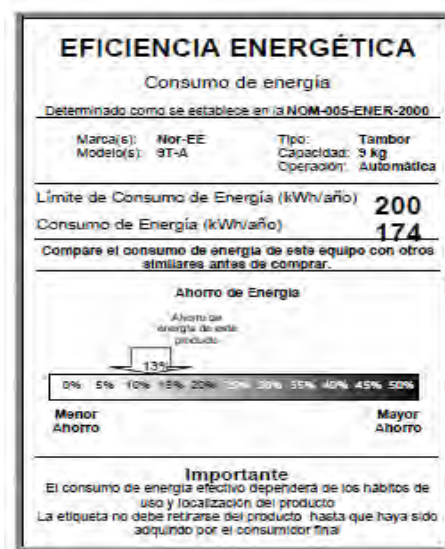 EFICIENCIA ENERGÉTICA
Consumo de energía
Determinado como se establece en la NOM-005-ENER-2000
Marca(s): Nor-EE Tipo: Tambor
Modelo(s): 9T-A Capacidad: 9 kg
Operación: Automática
Límite de Consumo de Energía (kWh/año) 200
Consumo de Energía (kWh/año) 174
Compare el consumo de energía de este equipo con otros
similares antes de comprar.
Ahorro de Energía
Ahorro de
energía de este
producto
13%
0% 5% 10% 15% 20% 25% 30% 35% 40% 45% 50%
Menor Mayor
Ahorro Ahorro
Importante
El consumo de energía efectivo dependerá de los hábitos de
uso y localización del producto
La etiqueta no debe retirarse del producto hasta que haya sido
adquirido por el consumidor final